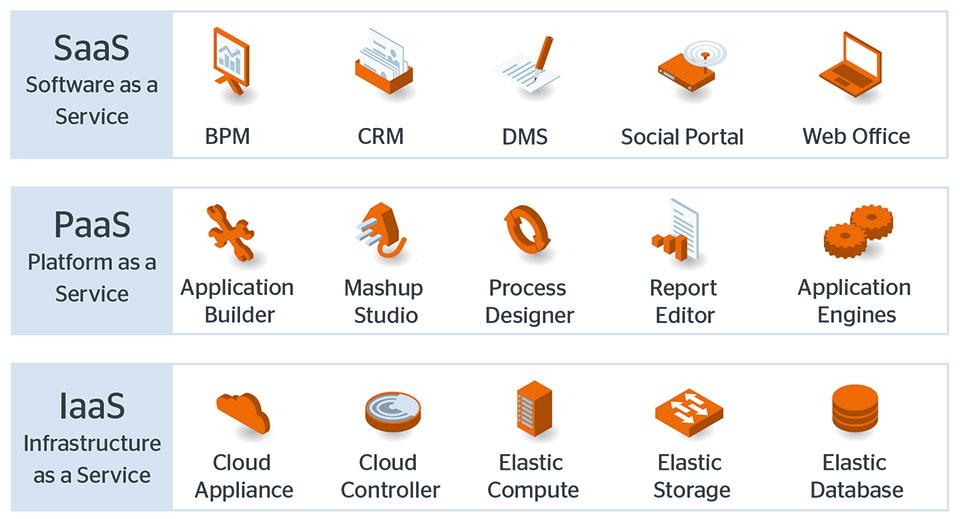 SaaS
Software as a
Service
BPM
CRM
DMS
Social Portal
Web Office
PaaS
Platform as a
Service
Application
Builder
Mashup
Studio
Process
Designer
Report
Editor
Application
Engines
IaaS
Infrastructure
as a Service
Cloud
Appliance
Cloud
Controller
Elastic
Compute
Elastic
Storage
Elastic
Database